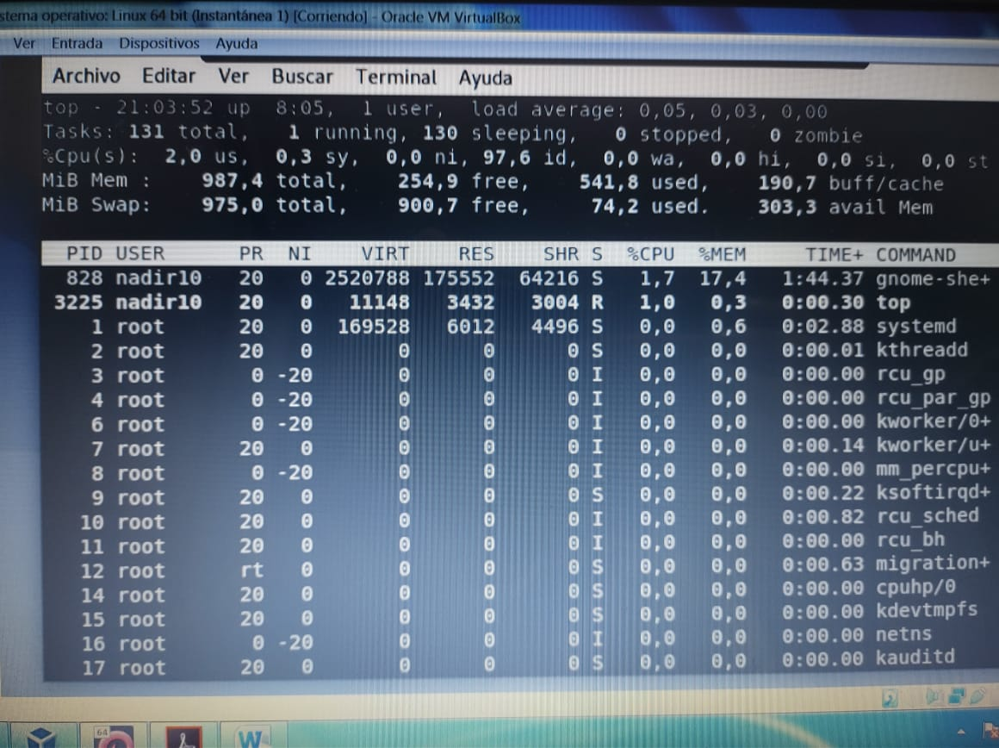 stema operativo: Linux 64 bit (Instantánea 1) [Corriendo] - Oracle VM VirtualBox
Ver Entrada Dispositivos Ayuda
Archivo Editar Ver Buscar Terminal Ayuda
top - 21:03:52 up 8:05, 1 user, load average: 0,05, 0,03, 0,00
Tasks: 131 total, 1 running, 130 sleeping, 0 stopped, 0 zombie
%Cpu(s): 2,0 us, 0,3 sy, 0,0 ni, 97,6 id, 0,0 wa, 0,0 hi, 0,0 si, 0,0 st
MiB Mem : 987,4 total, 254,9 free, 541,8 used, 190,7 buff/cache
MiB Swap: 975,0 total, 900,7 free, 74,2 used. 303,3 avail Mem
PID USER PR NI VIRT RES SHR S %CPU %MEM TIME+ COMMAND
828 nadir10 20 0 2520788 175552 64216 S 1,7 17,4 1:44.37 gnome-she+
3225 nadir10 20 0 11148 3432 3004 R 1,0 0,3 0:00.30 top
1 root 20 0 169528 6012 4496 S 0,0 0,6 0:02.88 systemd
2 root 20 0 0 0 0 S 0,0 0,0 0:00.01 kthreadd
3 root 0 -20 0 0 0 I 0,0 0,0 0:00.00 rcu_gp
4 root 0 -20 0 0 0 I 0,0 0,0 0:00.00 rcu_par_gp
6 root 0 -20 0 0 0 I 0,0 0,0 0:00.00 kworker/0+
7 root 20 0 0 0 0 I 0,0 0,0 0:00.14 kworker/u+
8 root 0 -20 0 0 0 I 0,0 0,0 0:00.00 mm_percpu+
9 root 20 0 0 0 0 S 0,0 0,0 0:00.22 ksoftirqd+
10 root 20 0 0 0 0 I 0,0 0,0 0:00.82 rcu_sched
11 root 20 0 0 0 0 I 0,0 0,0 0:00.00 rcu_bh
12 root rt 0 0 0 0 S 0,0 0,0 0:00.63 migration+
14 root 20 0 0 0 0 S 0,0 0,0 0:00.00 cpuhp/0
15 root 20 0 0 0 0 S 0,0 0,0 0:00.00 kdevtmpfs
16 root 0 -20 0 0 0 I 0,0 0,0 0:00.00 netns
17 root 20 0 0 0 0 S 0,0 0,0 0:00.00 kauditd
64
W